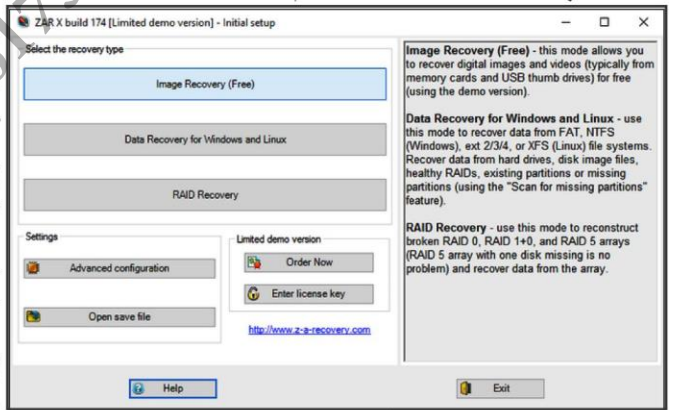 ZAR X build 174 [Limited demo version] - Initial setup
Select the recovery type
Image Recovery (Free)
Data Recovery for Windows and Linux
RAID Recovery
Settings
Advanced configuration
Open save file
Limited demo version
Order Now
Enter license key
http://www.z-a-recovery.com
Image Recovery (Free) - this mode allows you
to recover digital images and videos (typically from
memory cards and USB thumb drives) for free
(using the demo version).
Data Recovery for Windows and Linux - use
this mode to recover data from FAT, NTFS
(Windows), ext 2/3/4, or XFS (Linux) file systems.
Recover data from hard drives, disk image files,
healthy RAIDs, existing partitions or missing
partitions (using the "Scan for missing partitions"
feature).
RAID Recovery - use this mode to reconstruct
broken RAID 0, RAID 1+0, and RAID 5 arrays
(RAID 5 array with one disk missing is no
problem) and recover data from the array.
Help
Exit